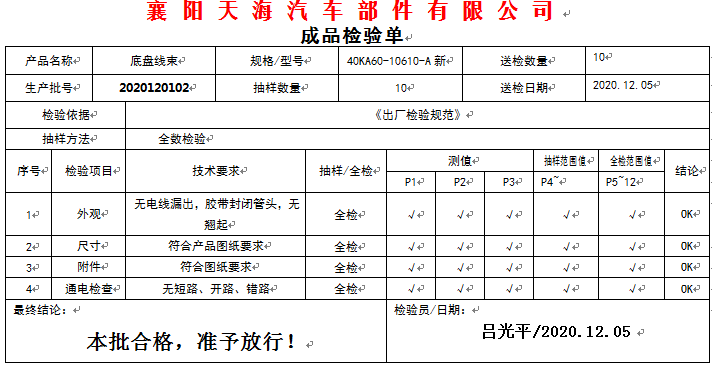 襄阳天海汽车部件有限公司
成品检验单
产品名称 底盘线束 规格/型号 40KA60-10610-A 新 送检数量 10
生产批号 2020120102 抽样数量 10 送检日期 2020.12.05
检验依据 《出厂检验规范》
抽样方法 全数检验
序号 检验项目 技术要求 抽样/全检 测值 抽样范围值 全检范围值 结论
P1 P2 P3 P4~ P5~12
1 外观 无电线漏出，胶带封闭管头，无
翘起 全检 √ √ √ √ √ OK
2 尺寸 符合产品图纸要求 全检 √ √ √ √ √ OK
3 附件 符合图纸要求 全检 √ √ √ √ √ OK
4 通电检查 无短路、开路、错路 全检 √ √ √ √ √ OK
最终结论： 检验员/日期：
本批合格，准予放行！ 吕光平/2020.12.05